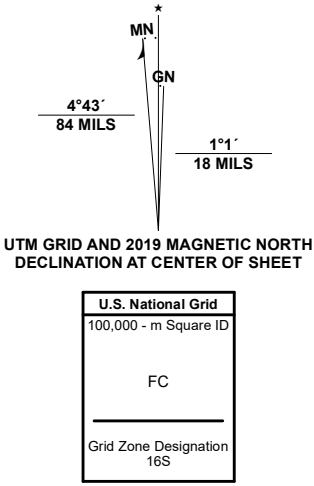 MN
GN
4°43´
84 MILS
1°1´
18 MILS
UTM GRID AND 2019 MAGNETIC NORTH
DECLINATION AT CENTER OF SHEET
U.S. National Grid
100,000 - m Square ID
FC
Grid Zone Designation
16S